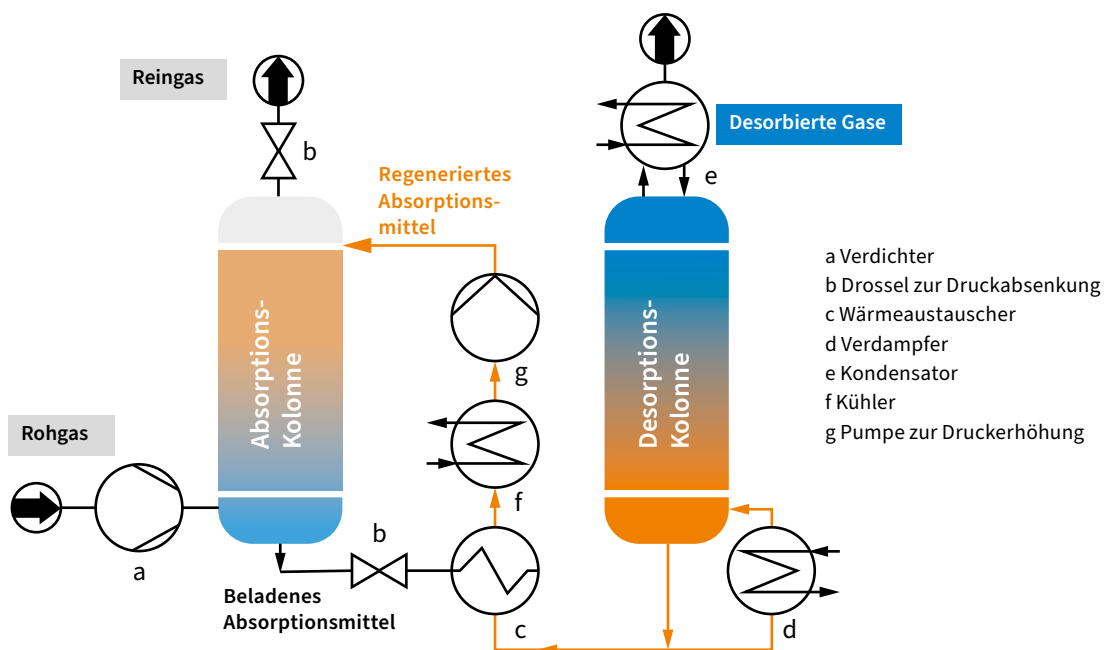 Reingas
b
Regeneriertes
Absorptions-
mittel
Desorbierte Gase
e
Absorptions-
Kolonne
g
Desorptions-
Kolonne
a Verdichter
b Drossel zur Druckabsenkung
c Wärmeaustauscher
d Verdampfer
e Kondensator
f Kühler
g Pumpe zur Druckerhöhung
Rohgas
f
a
b
Beladenes
Absorptionsmittel
c
d